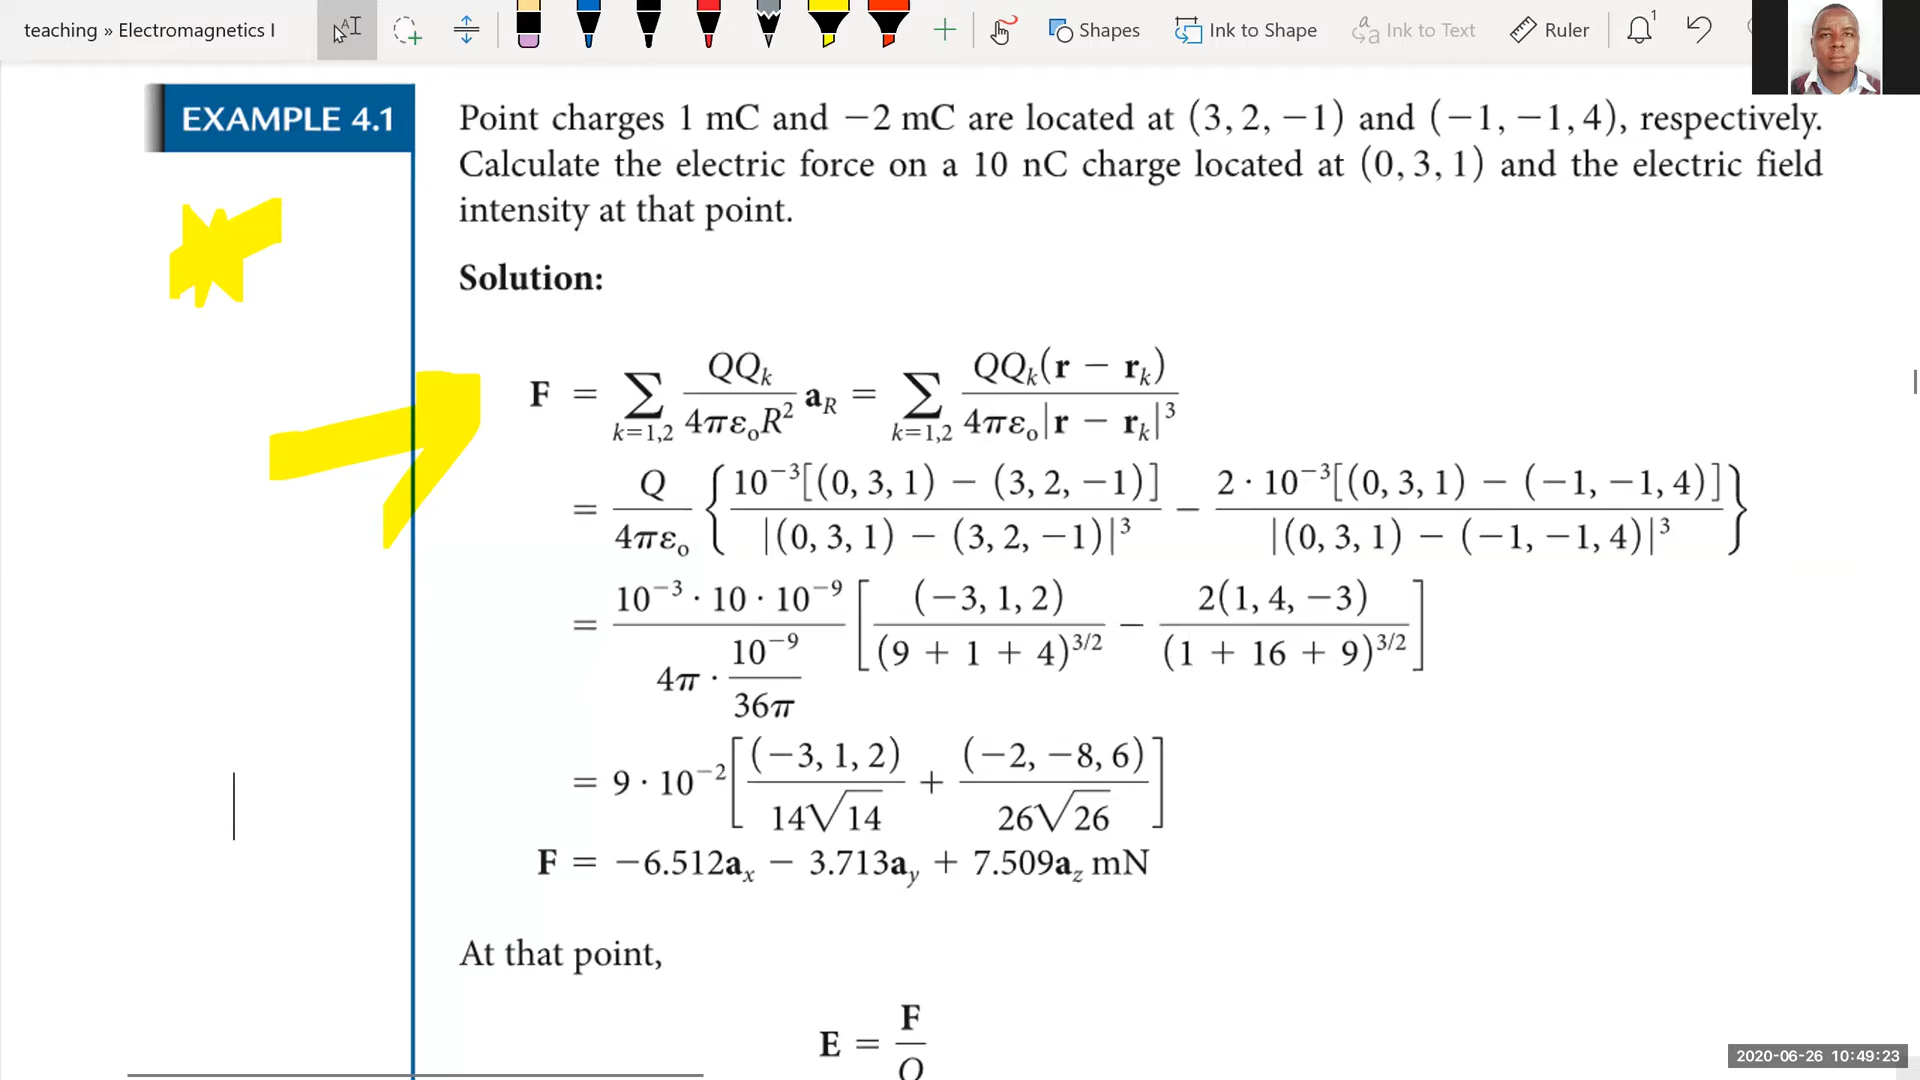 teaching » Electromagnetics I
Shapes
Ink to Shape
Ink to Text
Ruler
1
EXAMPLE 4.1
Point charges 1 mC and −2 mC are located at (3, 2, −1) and (−1, −1, 4), respectively.
Calculate the electric force on a 10 nC charge located at (0, 3, 1) and the electric field
intensity at that point.
Solution:
F = ∑_{k=1,2} QQ_k / (4πε_o R²) a_R = ∑_{k=1,2} QQ_k(r − r_k) / (4πε_o|r − r_k|³)
= Q / (4πε_o) { 10⁻³[(0, 3, 1) − (3, 2, −1)] / |(0, 3, 1) − (3, 2, −1)|³ − 2 · 10⁻³[(0, 3, 1) − (−1, −1, 4)] / |(0, 3, 1) − (−1, −1, 4)|³ }
= 10⁻³ · 10 · 10⁻⁹ / (4π · 10⁻⁹ / 36π) [ (−3, 1, 2) / (9 + 1 + 4)^{3/2} − 2(1, 4, −3) / (1 + 16 + 9)^{3/2} ]
= 9 · 10⁻² [ (−3, 1, 2) / 14√14 + (−2, −8, 6) / 26√26 ]
F = −6.512a_x − 3.713a_y + 7.509a_z mN
At that point,
E = F / Q
2020-06-26 10:49:23